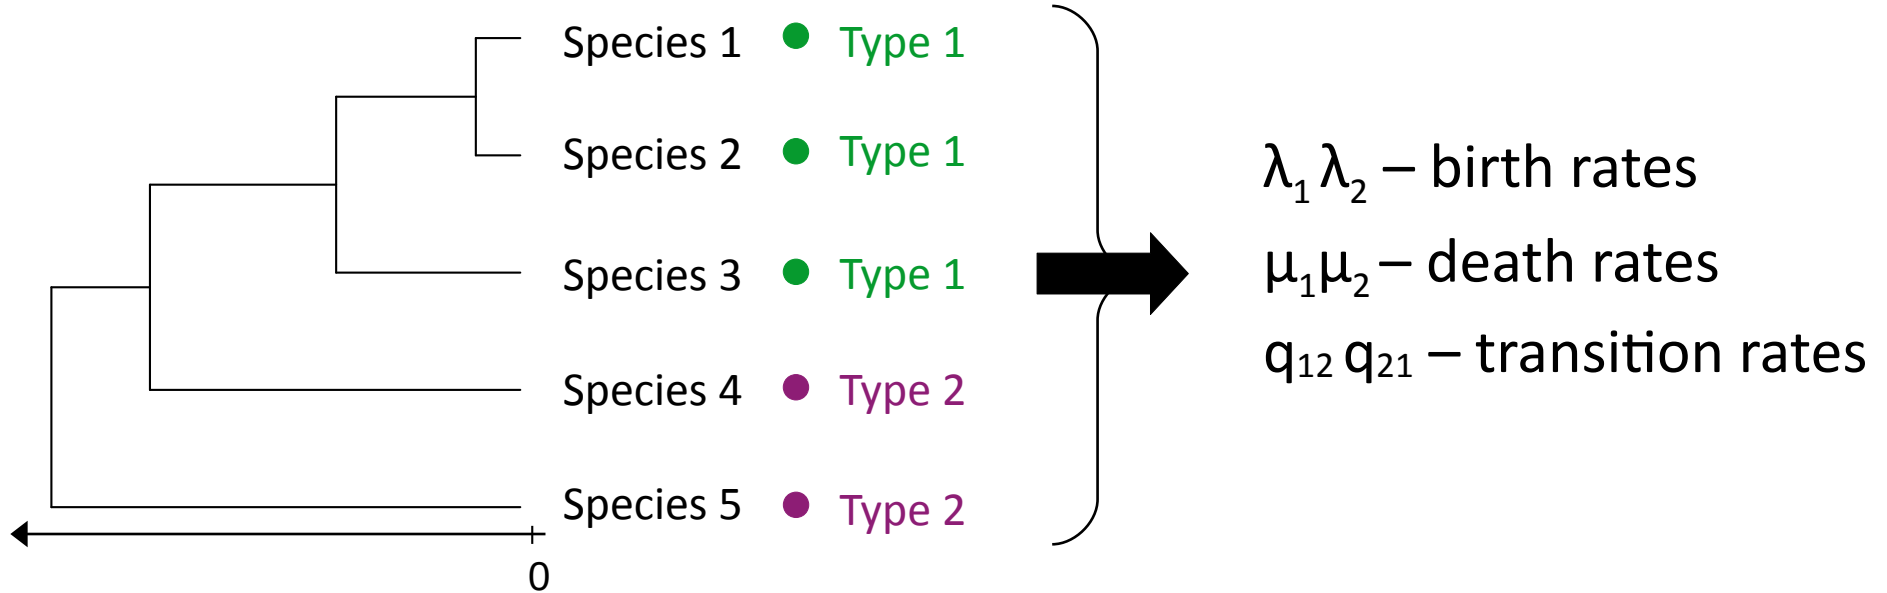 Species 1 Type 1
Species 2 Type 1
Species 3 Type 1
Species 4 Type 2
Species 5 Type 2
0
λ₁ λ₂ – birth rates
μ₁μ₂ – death rates
q₁₂ q₂₁ – transition rates